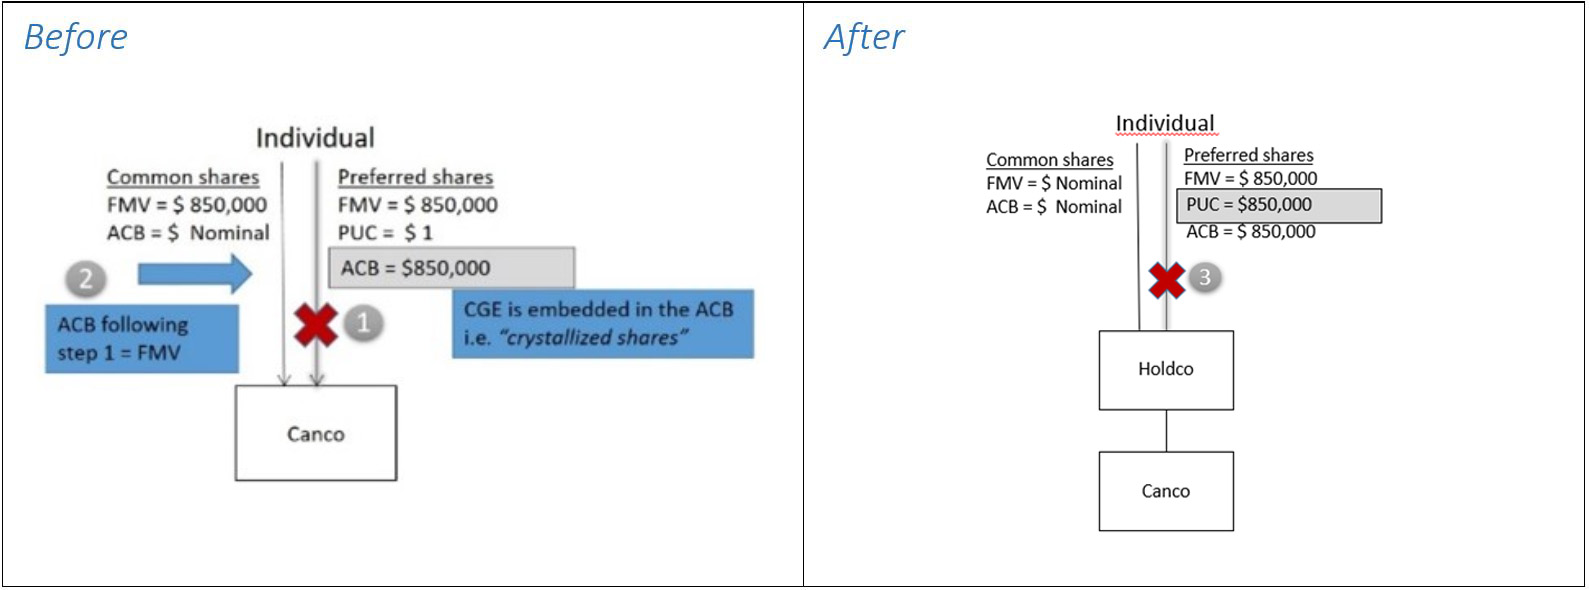 Before
Individual
Common shares
FMV = $ 850,000
ACB = $ Nominal
Preferred shares
FMV = $ 850,000
PUC = $ 1
ACB = $850,000
2
ACB following
step 1 = FMV
1
CGE is embedded in the ACB
i.e. “crystallized shares”
Canco
After
Individual
Common shares
FMV = $ Nominal
ACB = $ Nominal
Preferred shares
FMV = $ 850,000
PUC = $850,000
ACB = $ 850,000
3
Holdco
Canco